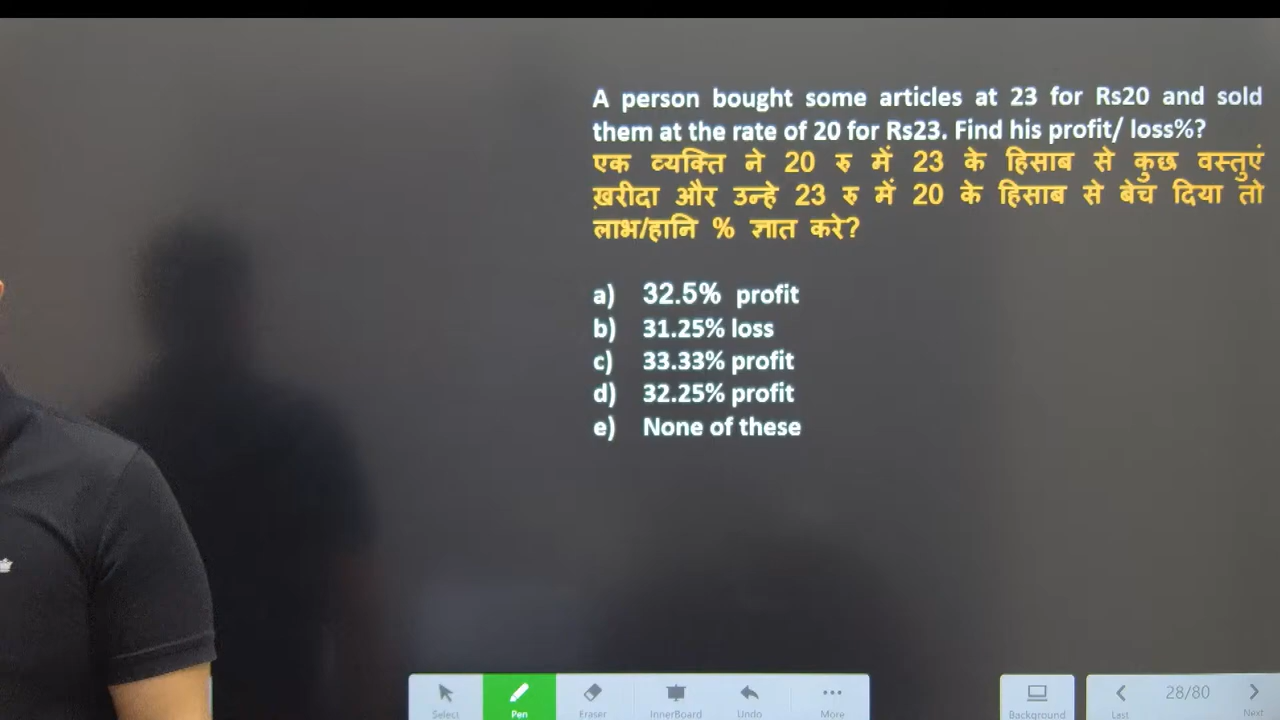 A person bought some articles at 23 for Rs20 and sold
them at the rate of 20 for Rs23. Find his profit/ loss%?
एक व्यक्ति ने 20 रु में 23 के हिसाब से कुछ वस्तुएं
ख़रीदा और उन्हे 23 रु में 20 के हिसाब से बेच दिया तो
लाभ/हानि % ज्ञात करे?
a) 32.5% profit
b) 31.25% loss
c) 33.33% profit
d) 32.25% profit
e) None of these
Select Pen Eraser InnerBoard Undo More Background Last 28/80 Next